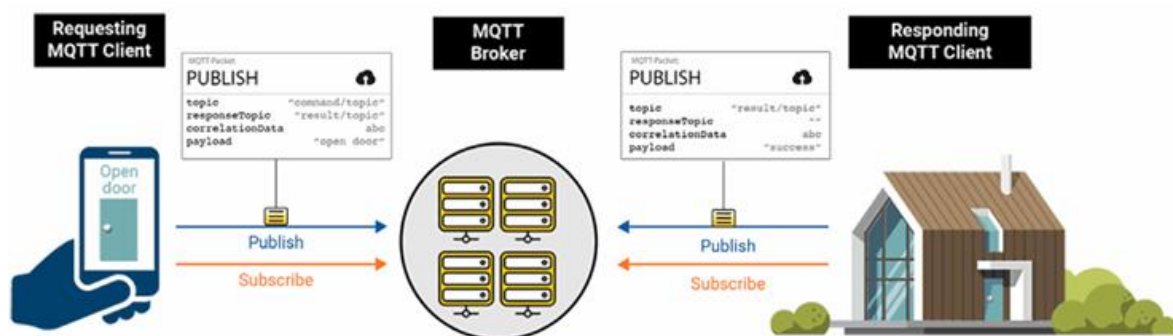 Requesting
MQTT Client
MQTT
Broker
Responding
MQTT Client
MQTT Packet:
PUBLISH
topic "command/topic"
responseTopic "result/topic"
correlationData abc
payload "open door"
MQTT Packet:
PUBLISH
topic "result/topic"
responseTopic ""
correlationData abc
payload "success"
Open
door
Publish
Subscribe
Publish
Subscribe